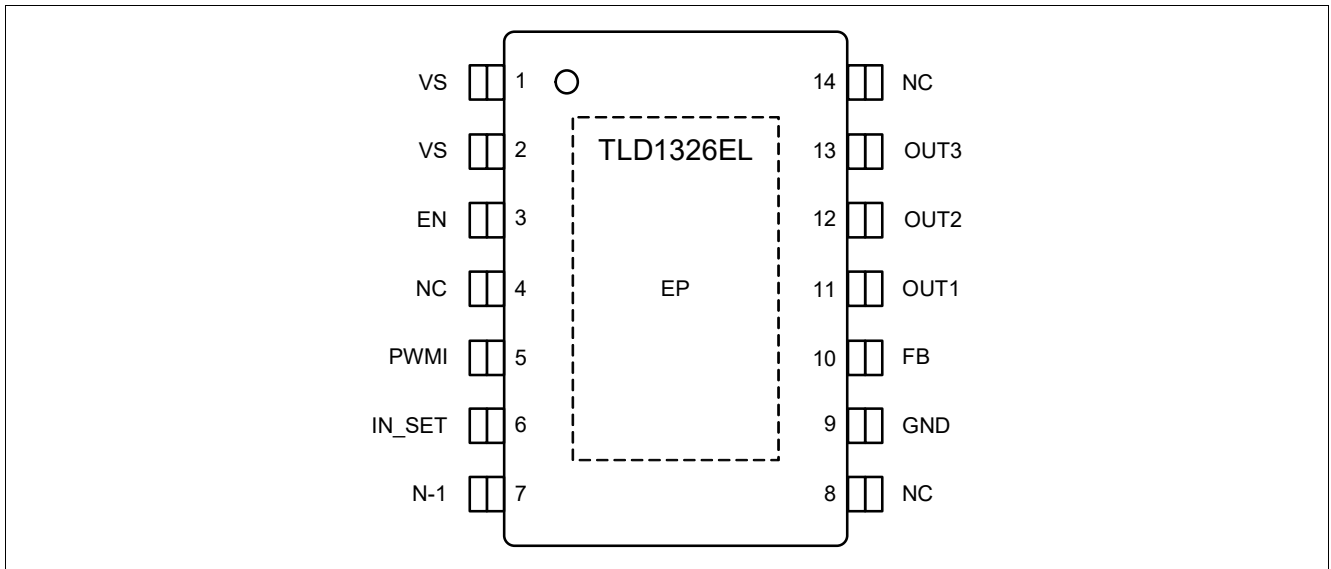 VS 1 14 NC
VS 2 TLD1326EL 13 OUT3
EN 3 12 OUT2
NC 4 EP 11 OUT1
PWMI 5 10 FB
IN_SET 6 9 GND
N-1 7 8 NC